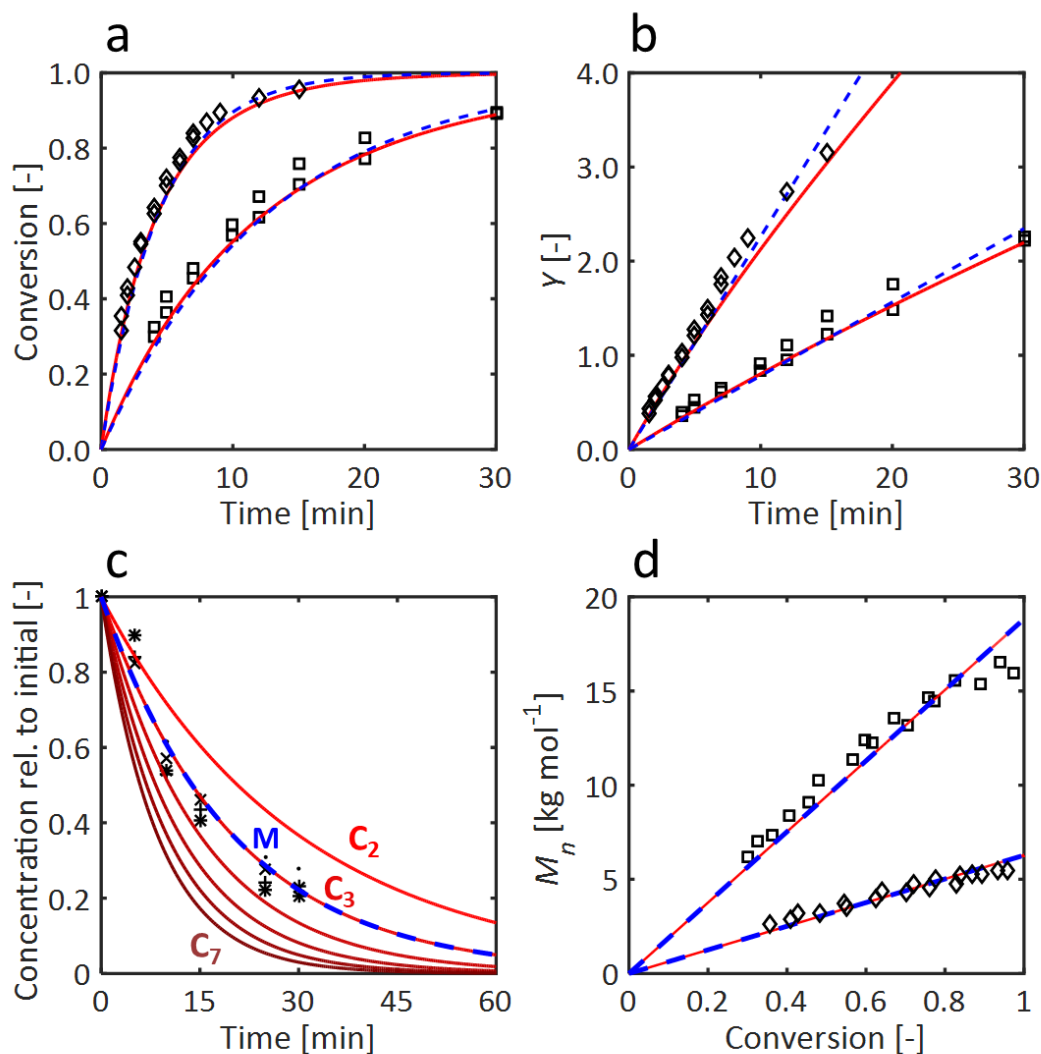 a
1.0
0.8
0.6
0.4
0.2
0.0
0
10
20
30
Conversion [-]
Time [min]
b
4.0
3.0
2.0
1.0
0.0
0
10
20
30
Y [-]
Time [min]
c
1
0.8
0.6
0.4
0.2
0
0
15
30
45
60
Concentration rel. to initial [-]
Time [min]
C₂
M
C₃
C₇
d
20
15
10
5
0
0
0.2
0.4
0.6
0.8
1
Mₙ [kg mol⁻¹]
Conversion [-]